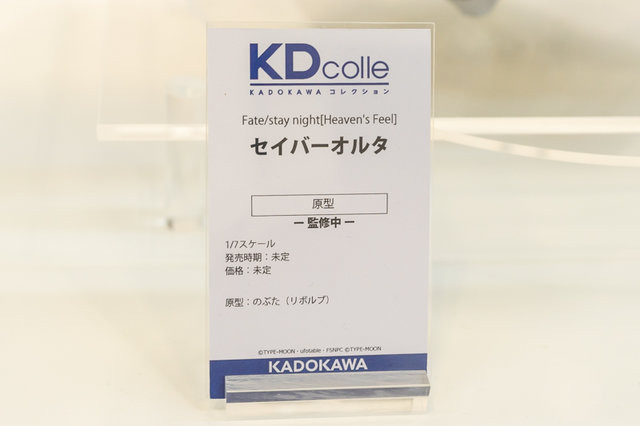 KDcolle
KADOKAWA コレクション
Fate/stay night[Heaven's Feel]
セイバーオルタ
原型
ー 監修中 ー
1/7スケール
発売時期：未定
価格：未定
原型：のぶた（リボルブ）
©TYPE-MOON・ufotable・FSNPC ©TYPE-MOON
KADOKAWA